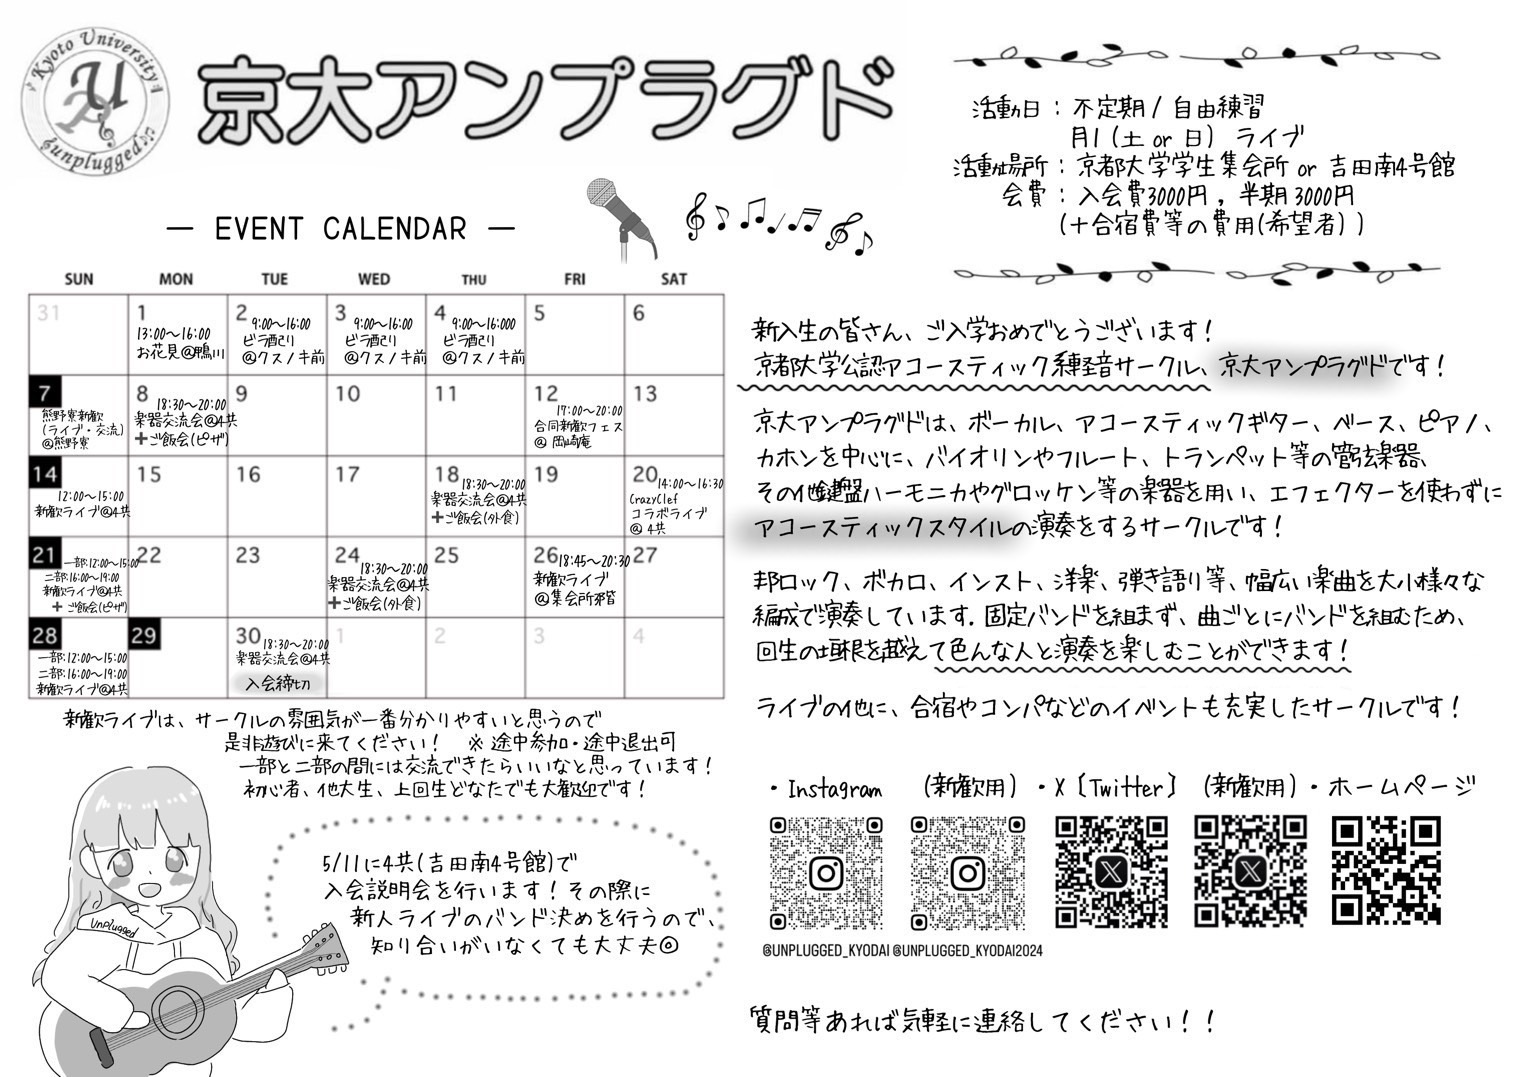 Kyoto University
unplugged
京大アンプラグド
活動日：不定期 / 自由練習
月1 (土 or 日) ライブ
活動場所：京都大学学生集会所 or 吉田南4号館
会費：入会費3000円 , 半期3000円
(+合宿費等の費用(希望者))
― EVENT CALENDAR ―
SUN MON TUE WED THU FRI SAT
31
1
13:00～16:00
お花見@鴨川
2 9:00～16:00
ビラ配り
@クスノキ前
3 9:00～16:00
ビラ配り
@クスノキ前
4 9:00～16:000
ビラ配り
@クスノキ前
5
6
7
熊野寮新歓
(ライブ・交流)
@熊野寮
8 18:30～20:00
楽器交流会@4共
+ご飯会(ピザ)
9
10
11
12 17:00～20:00
合同新歓フェス
@ 岡崎庵
13
14
12:00～15:00
新歓ライブ@4共
15
16
17
18 18:30～20:00
楽器交流会@4共
+ご飯会(外食)
19
20 14:00～16:30
CrazyClef
コラボライブ
@ 4共
21 一部:12:00～15:00
二部:16:00～19:00
新歓ライブ@4共
+ ご飯会(ピザ)
22
23
24 18:30～20:00
楽器交流会@4共
+ご飯会(外食)
25
26 18:45～20:30
新歓ライブ
@集会所2階
27
28
一部:12:00～15:00
二部:16:00～19:00
新歓ライブ@4共
29
30 18:30～20:00
楽器交流会@4共
入会締切
1
2
3
4
新歓ライブは、サークルの雰囲気が一番分かりやすいと思うので
是非遊びに来てください！ ※ 途中参加・途中退出可
一部と二部の間には交流できたらいいなと思っています！
初心者、他大生、上回生どなたでも大歓迎です！
5/11に4共(吉田南4号館)で
入会説明会を行います！その際に
新人ライブのバンド決めを行うので、
知り合いがいなくても大丈夫◎
Unplugged
新入生の皆さん、ご入学おめでとうございます！
京都大学公認アコースティック系軽音サークル、京大アンプラグドです！
京大アンプラグドは、ボーカル、アコースティックギター、ベース、ピアノ、
カホンを中心に、バイオリンやフルート、トランペット等の管弦楽器、
その他鍵盤ハーモニカやグロッケン等の楽器を用い、エフェクターを使わずに
アコースティックスタイルの演奏をするサークルです！
邦ロック、ボカロ、インスト、洋楽、弾き語り等、幅広い楽曲を大小様々な
編成で演奏しています．固定バンドを組まず、曲ごとにバンドを組むため、
回生の垣根を越えて色んな人と演奏を楽しむことができます！
ライブの他に、合宿やコンパなどのイベントも充実したサークルです！
・Instagram (新歓用)・X〔Twitter〕(新歓用)・ホームページ
@UNPLUGGED_KYODAI @UNPLUGGED_KYODAI2024
質問等あれば気軽に連絡してください！！